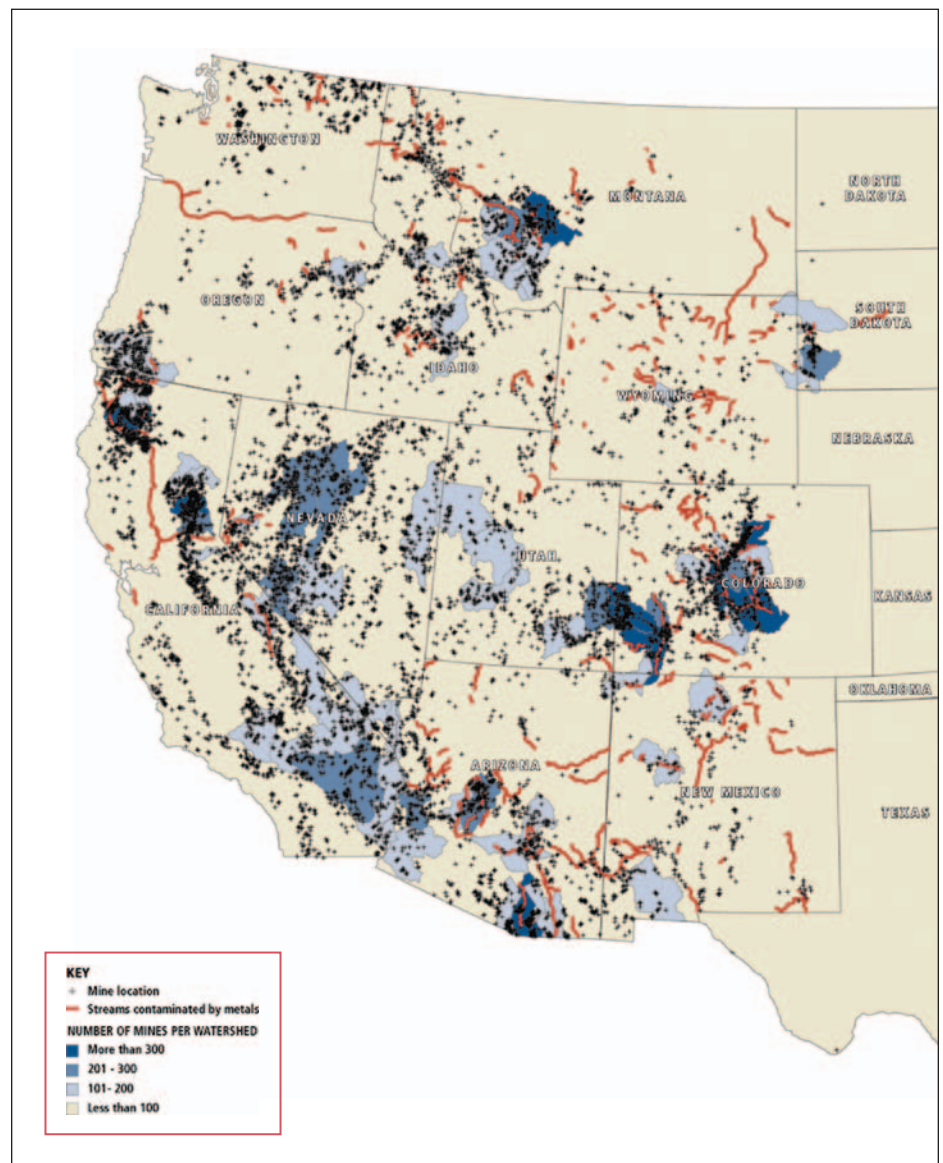 WASHINGTON
MONTANA
NORTH
DAKOTA
OREGON
SOUTH
DAKOTA
IDAHO
WYOMING
NEBRASKA
NEVADA
UTAH
COLORADO
KANSAS
CALIFORNIA
OKLAHOMA
ARIZONA
NEW MEXICO
TEXAS
KEY
Mine location
Streams contaminated by metals
NUMBER OF MINES PER WATERSHED
More than 300
201 - 300
101- 200
Less than 100